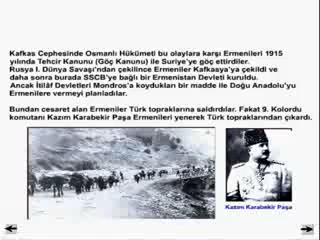 Kafkas Cephesinde Osmanlı Hükümeti bu olaylara karşı Ermenileri 1915
yılında Tehcir Kanunu (Göç Kanunu) ile Suriye'ye göç ettirdiler.
Rusya I. Dünya Savaşı'ndan çekilince Ermeniler Kafkasya'ya çekildi ve
daha sonra burada SSCB'ye bağlı bir Ermenistan Devleti kuruldu.
Ancak İtilâf Devletleri Mondros'a koydukları bir madde ile Doğu Anadolu'yu
Ermenilere vermeyi planladılar.
Bundan cesaret alan Ermeniler Türk topraklarına saldırdılar. Fakat 9. Kolordu
komutanı Kazım Karabekir Paşa Ermenileri yenerek Türk topraklarından çıkardı.
Kazım Karabekir Paşa